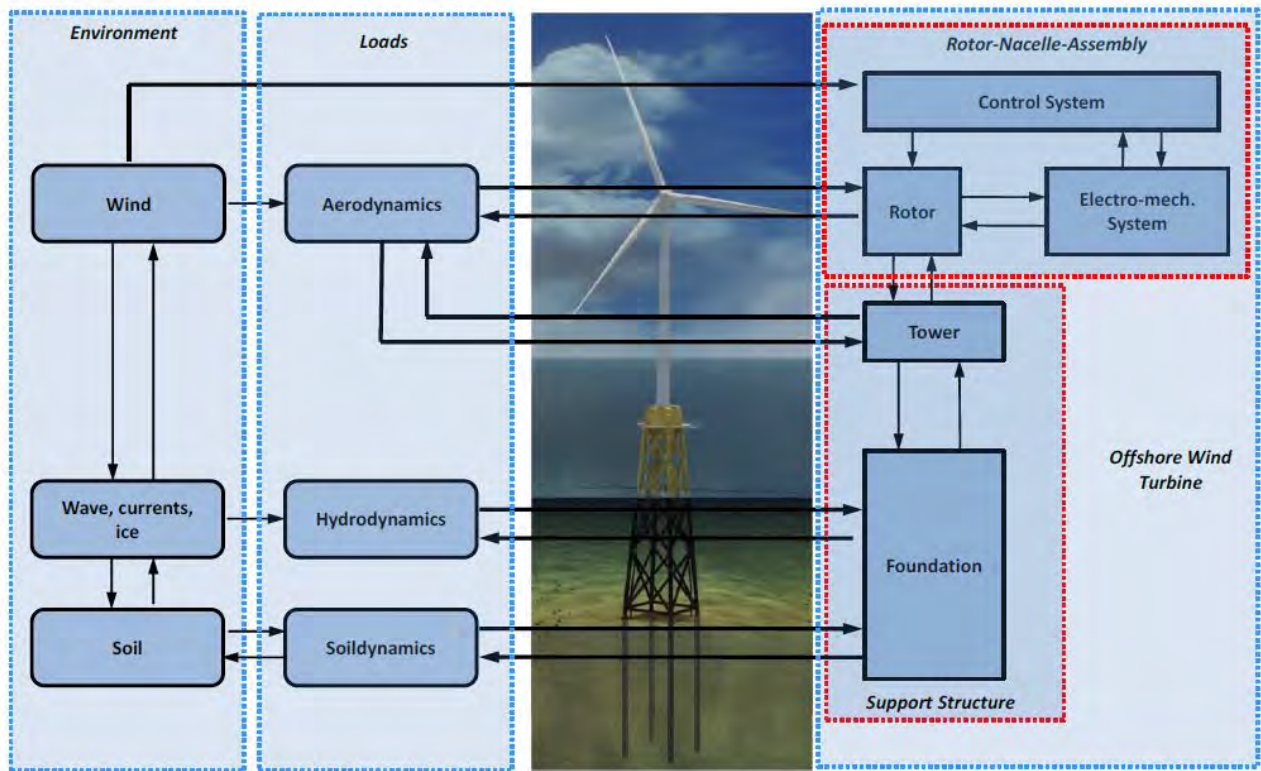 Environment
Loads
Rotor-Nacelle-Assembly
Control System
Wind
Aerodynamics
Rotor
Electro-mech.
System
Tower
Wave, currents,
ice
Hydrodynamics
Foundation
Offshore Wind
Turbine
Soil
Soildynamics
Support Structure